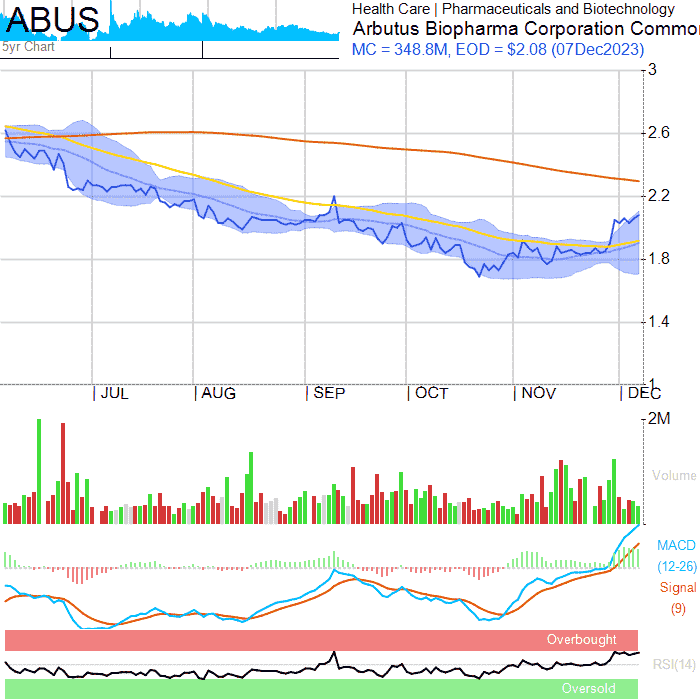 ABUS
5yr Chart
Health Care | Pharmaceuticals and Biotechnology
Arbutus Biopharma Corporation Common
MC = 348.8M, EOD = $2.08 (07Dec2023)
3
2.6
2.2
1.8
1.4
1
JUL AUG SEP OCT NOV DEC
2M
Volume
MACD
(12-26)
Signal
(9)
Overbought
RSI(14)
Oversold